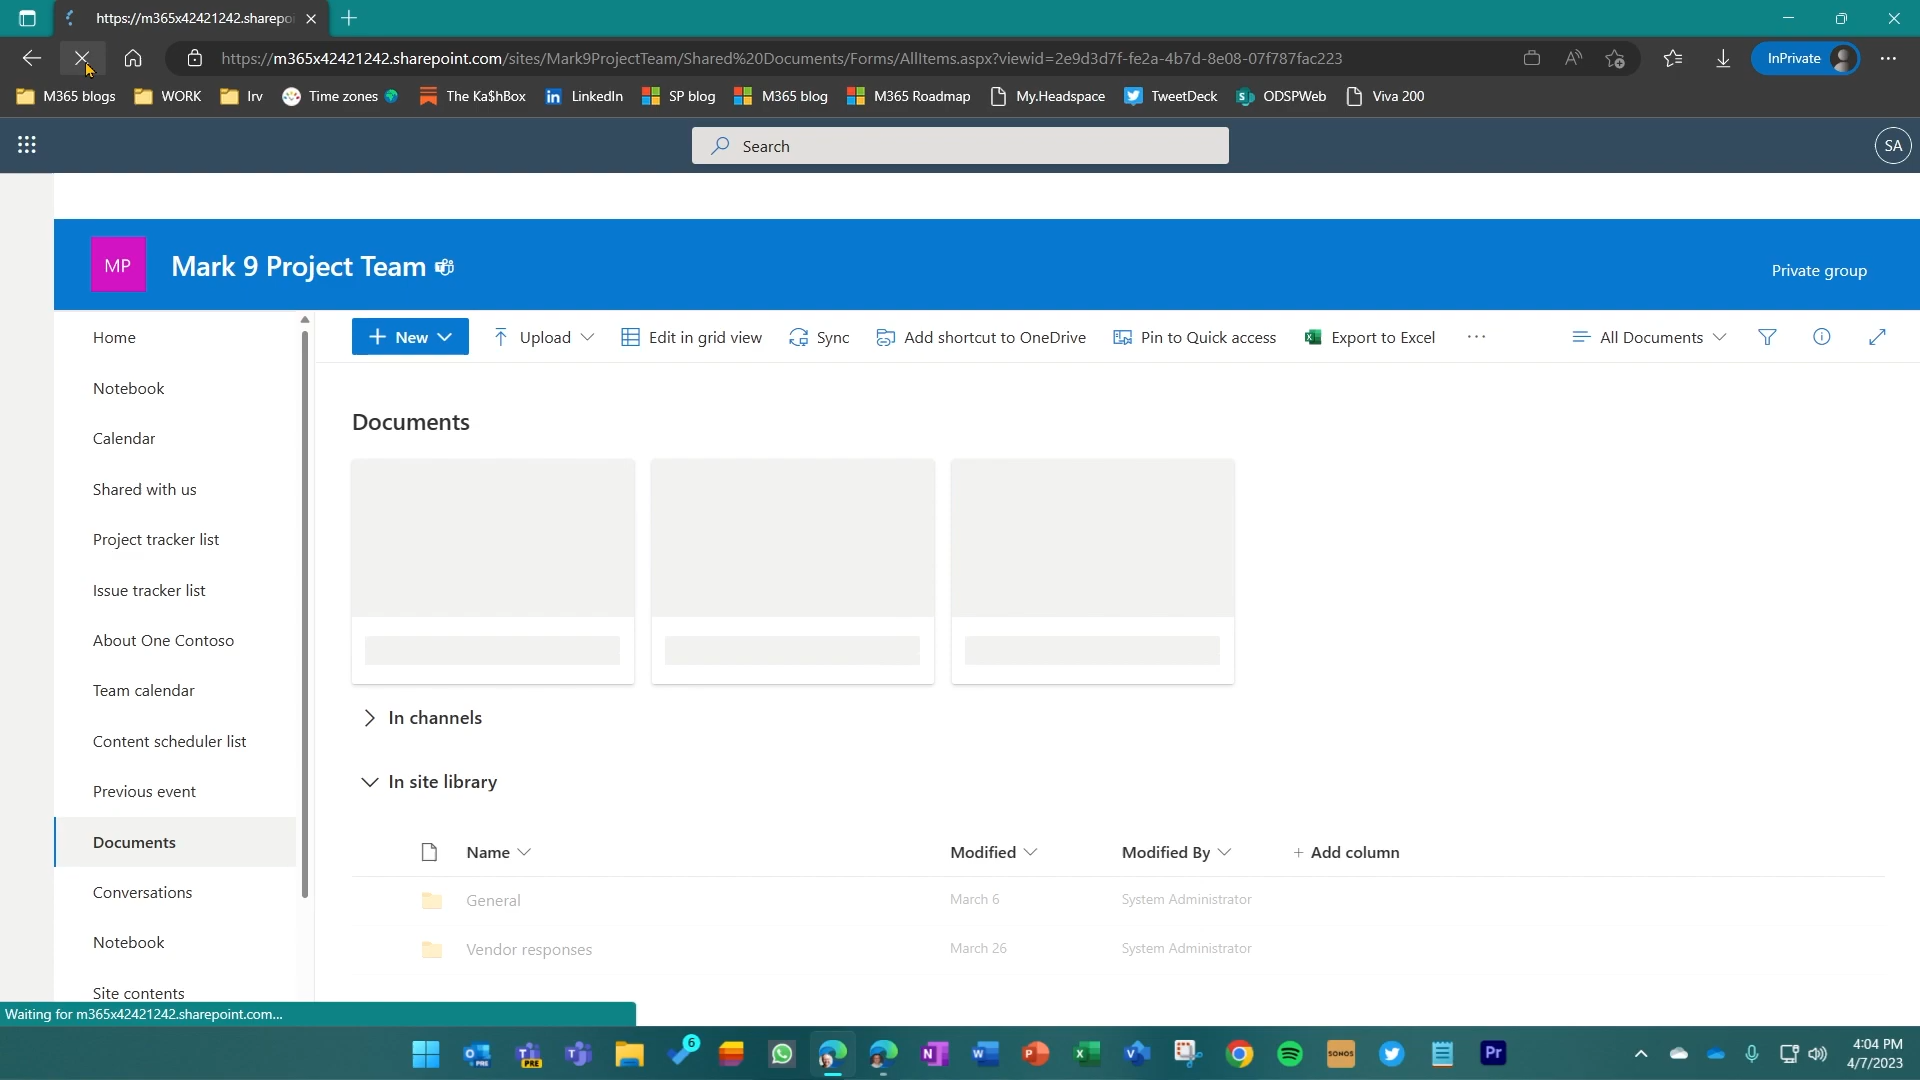 https://m365x42421242.sharepoi
https://m365x42421242.sharepoint.com/sites/Mark9ProjectTeam/Shared%20Documents/Forms/AllItems.aspx?viewid=2e9d3d7f-fe2a-4b7d-8e08-07f787fac223
InPrivate
M365 blogs WORK Irv Time zones The Ka$hBox LinkedIn SP blog M365 blog M365 Roadmap My.Headspace TweetDeck ODSPWeb Viva 200
Search
SA
MP
Mark 9 Project Team
Private group
Home
Notebook
Calendar
Shared with us
Project tracker list
Issue tracker list
About One Contoso
Team calendar
Content scheduler list
Previous event
Documents
Conversations
Notebook
Site contents
+ New Upload Edit in grid view Sync Add shortcut to OneDrive Pin to Quick access Export to Excel ... All Documents
Documents
In channels
In site library
Name Modified Modified By + Add column
General March 6 System Administrator
Vendor responses March 26 System Administrator
Waiting for m365x42421242.sharepoint.com...
PRE
PRE
6
SONOS
Pr
4:04 PM
4/7/2023